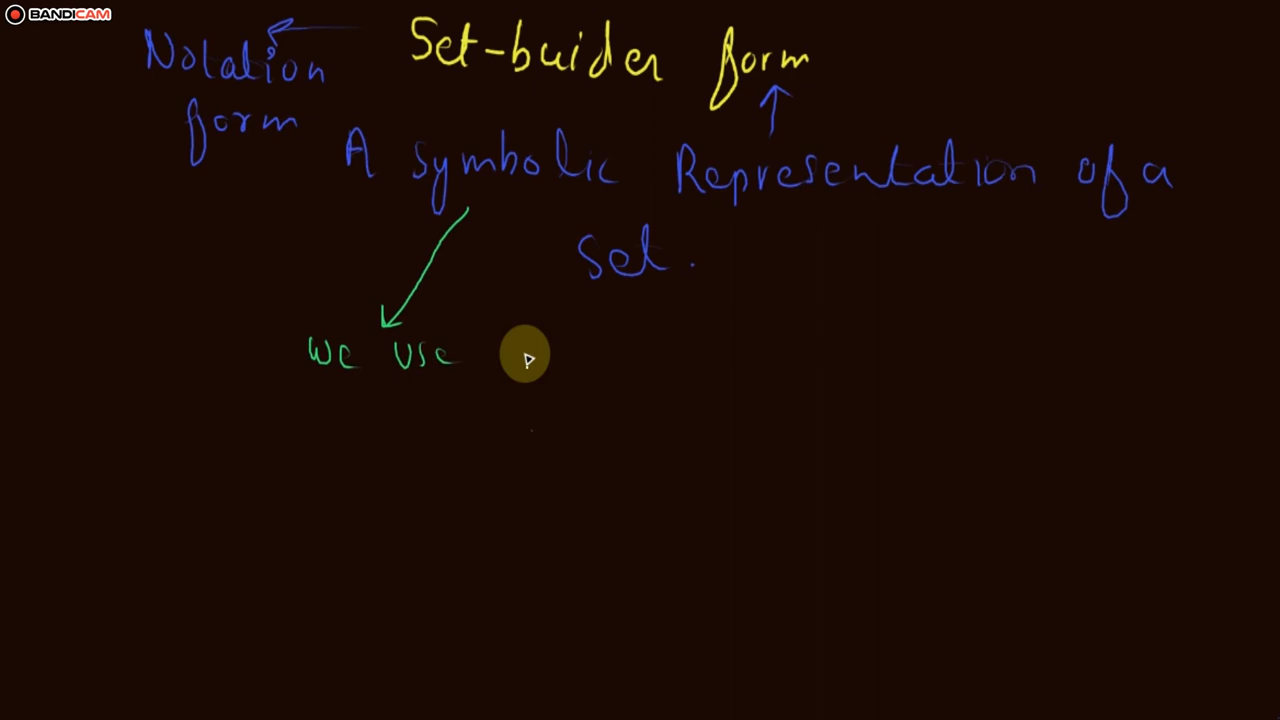 BANDICAM
Set-buider form
Notation
form
A symbolic Representation of a
set.
we use